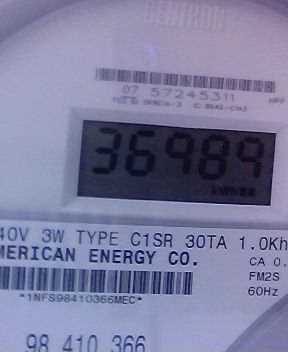 CENTRON
07 57245311
36989
kWh
40V 3W TYPE C1SR 30TA 1.0Kh
MERICAN ENERGY CO.
CA 0.
FM2S
60Hz
*1NFS98410366MEC*
98 410 366